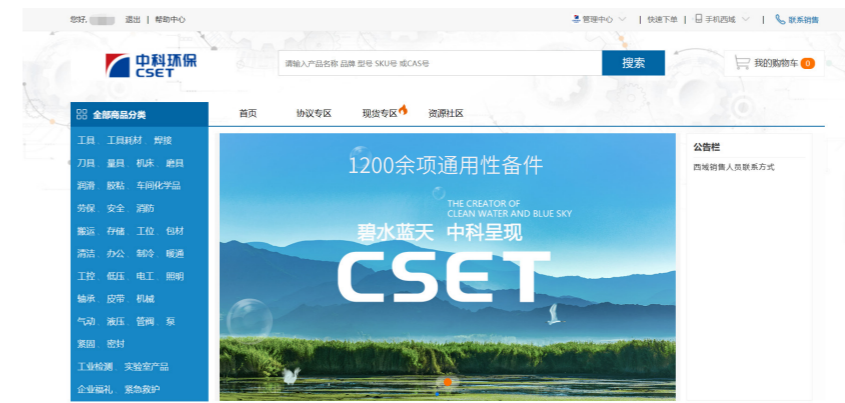 您好, 退出 | 帮助中心
管理中心 | 快速下单 | 手机西域 | 联系销售
中科环保
CSET
请输入产品名称 品牌 型号 SKU号 或CAS号
搜索
我的购物车 0
全部商品分类
首页 协议专区 现货专区 资源社区
工具 工具耗材 焊接
刀具 量具 机床 磨具
润滑 胶粘 车间化学品
劳保 安全 消防
搬运 存储 工位 包材
清洁 办公 制冷 暖通
工控 低压 电工 照明
轴承 皮带 机械
气动 液压 管阀 泵
紧固 密封
工业检测 实验室产品
企业福礼 紧急救护
1200余项通用性备件
THE CREATOR OF
CLEAN WATER AND BLUE SKY
碧水蓝天 中科呈现
CSET
公告栏
西域销售人员联系方式